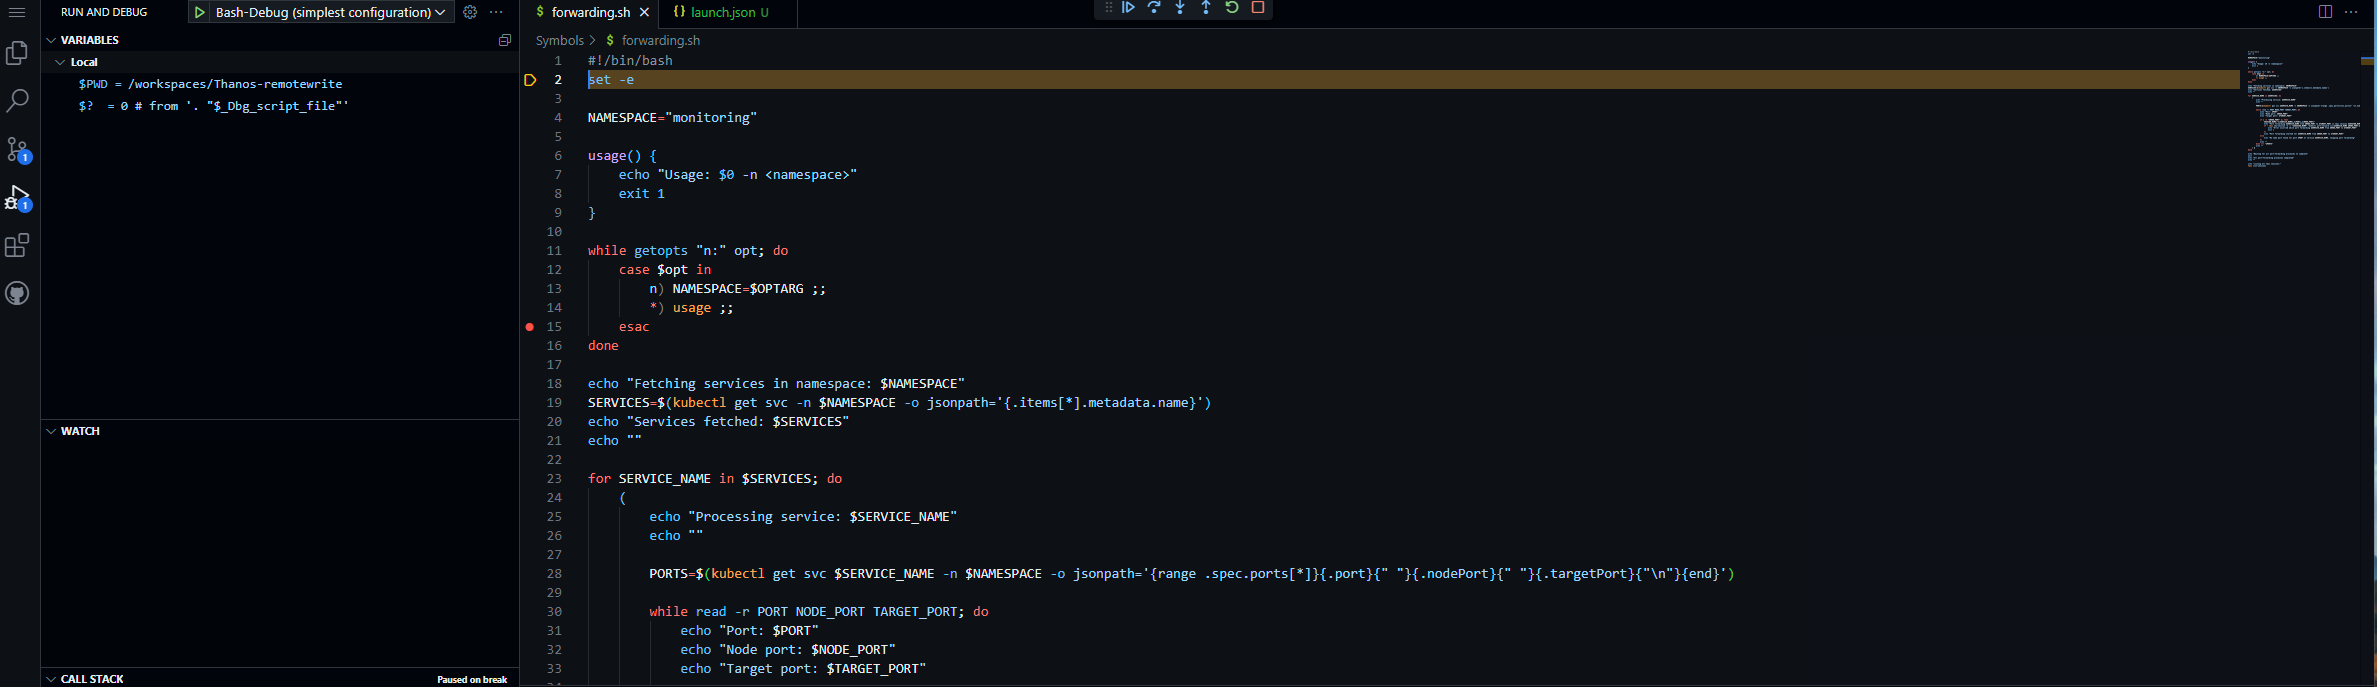 RUN AND DEBUG
Bash-Debug (simplest configuration)
VARIABLES
Local
$PWD = /workspaces/Thanos-remotewrite
$? = 0 # from '. "$_Dbg_script_file"'
WATCH
CALL STACK
Paused on break
1
1
$ forwarding.sh
{} launch.json U
Symbols > $ forwarding.sh
1 #!/bin/bash
2 set -e
3
4 NAMESPACE="monitoring"
5
6 usage() {
7 echo "Usage: $0 -n <namespace>"
8 exit 1
9 }
10
11 while getopts "n:" opt; do
12 case $opt in
13 n) NAMESPACE=$OPTARG ;;
14 *) usage ;;
15 esac
16 done
17
18 echo "Fetching services in namespace: $NAMESPACE"
19 SERVICES=$(kubectl get svc -n $NAMESPACE -o jsonpath='{.items[*].metadata.name}')
20 echo "Services fetched: $SERVICES"
21 echo ""
22
23 for SERVICE_NAME in $SERVICES; do
24 (
25 echo "Processing service: $SERVICE_NAME"
26 echo ""
27
28 PORTS=$(kubectl get svc $SERVICE_NAME -n $NAMESPACE -o jsonpath='{range .spec.ports[*]}{.port}{" "}{.nodePort}{" "}{.targetPort}{"\n"}{end}')
29
30 while read -r PORT NODE_PORT TARGET_PORT; do
31 echo "Port: $PORT"
32 echo "Node port: $NODE_PORT"
33 echo "Target port: $TARGET_PORT"